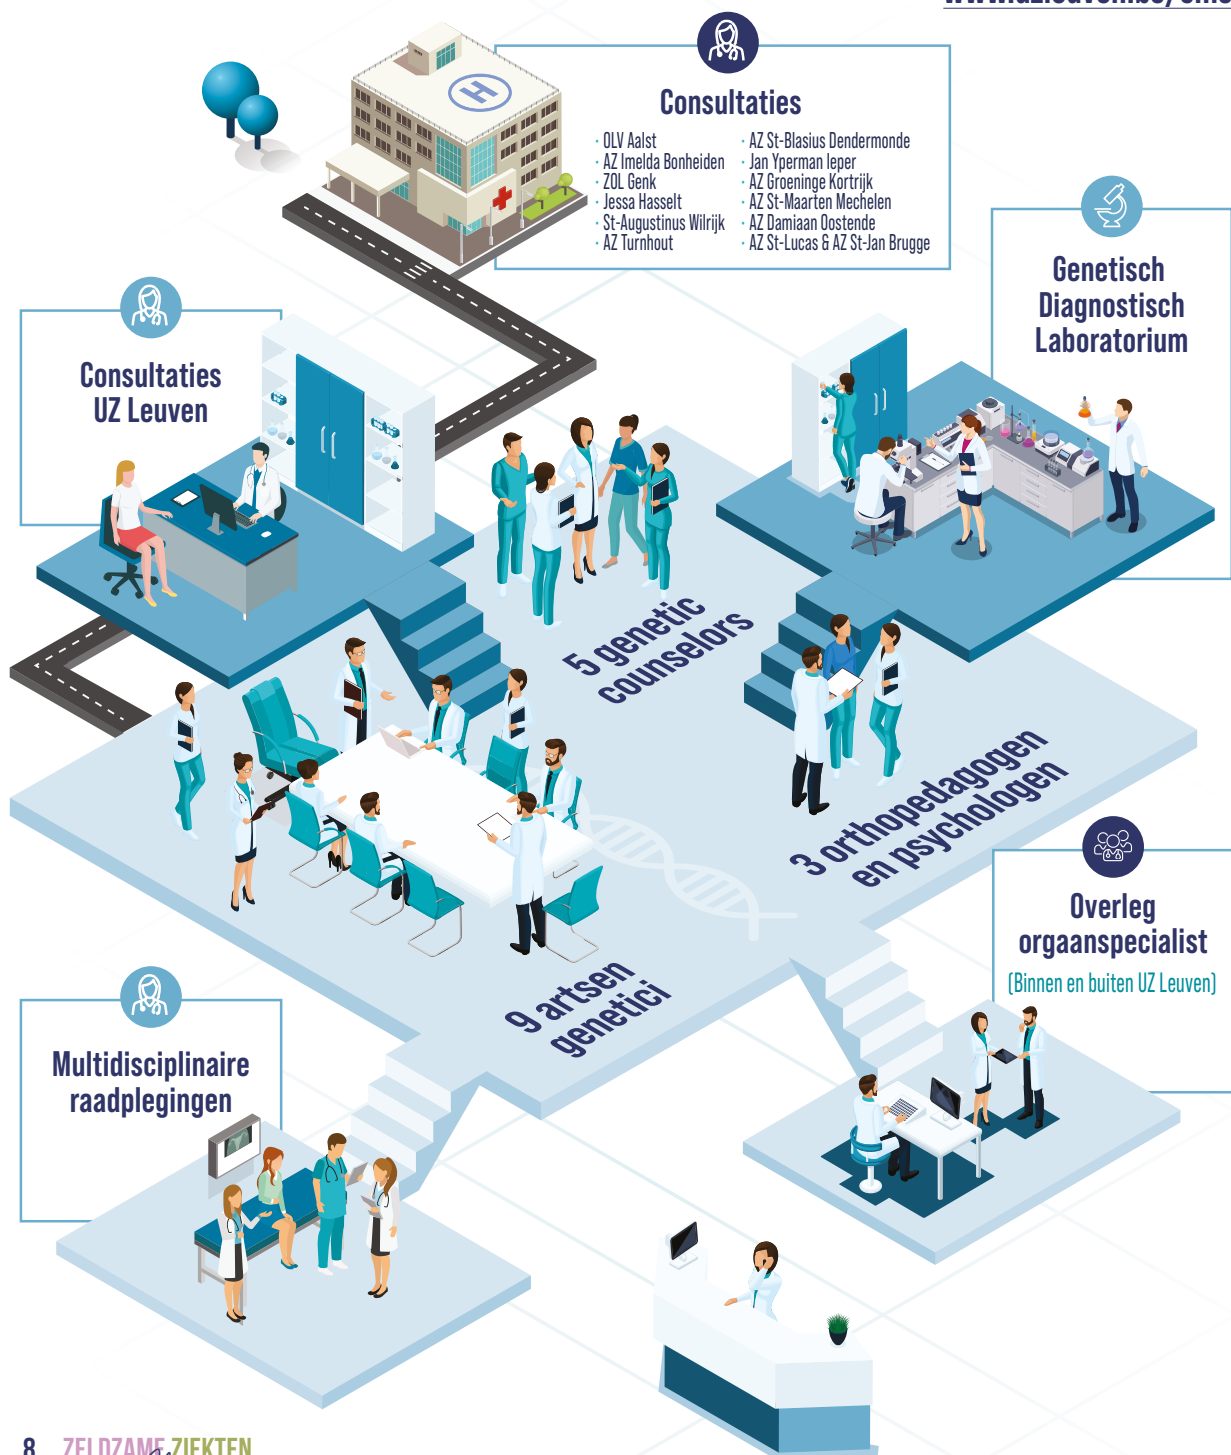 Consultaties
· OLV Aalst
· AZ Imelda Bonheiden
· ZOL Genk
· Jessa Hasselt
· St-Augustinus Wilrijk
· AZ Turnhout
· AZ St-Blasius Dendermonde
· Jan Yperman Ieper
· AZ Groeninge Kortrijk
· AZ St-Maarten Mechelen
· AZ Damiaan Oostende
· AZ St-Lucas & AZ St-Jan Brugge
H
Genetisch
Diagnostisch
Laboratorium
Consultaties
UZ Leuven
5 genetic
counselors
3 orthopedagogen
en psychologen
9 artsen
genetici
Overleg
orgaanspecialist
(Binnen en buiten UZ Leuven)
Multidisciplinaire
raadplegingen
8 ZELDZAME ZIEKTEN